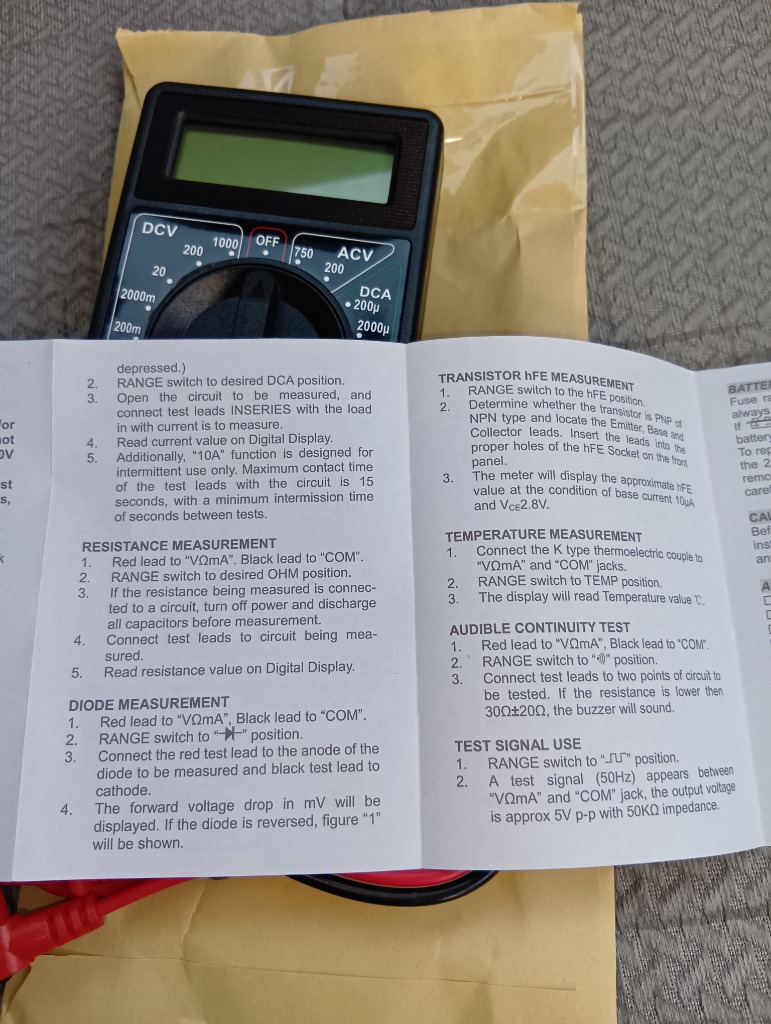 DCV
200
1000
OFF
750
ACV
200
20
DCA
200µ
2000m
2000µ
200m
depressed.)
2. RANGE switch to desired DCA position.
3. Open the circuit to be measured, and
connect test leads INSERIES with the load
in with current is to measure.
4. Read current value on Digital Display.
5. Additionally, "10A" function is designed for
intermittent use only. Maximum contact time
of the test leads with the circuit is 15
seconds, with a minimum intermission time
of seconds between tests.
RESISTANCE MEASUREMENT
1. Red lead to "VΩmA". Black lead to "COM".
2. RANGE switch to desired OHM position.
3. If the resistance being measured is connec-
ted to a circuit, turn off power and discharge
all capacitors before measurement.
4. Connect test leads to circuit being mea-
sured.
5. Read resistance value on Digital Display.
DIODE MEASUREMENT
1. Red lead to "VΩmA", Black lead to "COM".
2. RANGE switch to "" position.
3. Connect the red test lead to the anode of the
diode to be measured and black test lead to
cathode.
4. The forward voltage drop in mV will be
displayed. If the diode is reversed, figure "1"
will be shown.
TRANSISTOR hFE MEASUREMENT
1. RANGE switch to the hFE position.
2. Determine whether the transistor is PNP of
NPN type and locate the Emitter, Base and
Collector leads. Insert the leads into the
proper holes of the hFE Socket on the front
panel.
3. The meter will display the approximate hFE
value at the condition of base current 10µA
and VCE2.8V.
TEMPERATURE MEASUREMENT
1. Connect the K type thermoelectric couple to
"VΩmA" and "COM" jacks.
2. RANGE switch to TEMP position.
3. The display will read Temperature value ℃.
AUDIBLE CONTINUITY TEST
1. Red lead to "VΩmA", Black lead to "COM".
2. RANGE switch to "" position.
3. Connect test leads to two points of circuit to
be tested. If the resistance is lower then
30Ω±20Ω, the buzzer will sound.
TEST SIGNAL USE
1. RANGE switch to "" position.
2. A test signal (50Hz) appears between
"VΩmA" and "COM" jack, the output voltage
is approx 5V p-p with 50KΩ impedance.
Fuse
always
If "
To
the 2